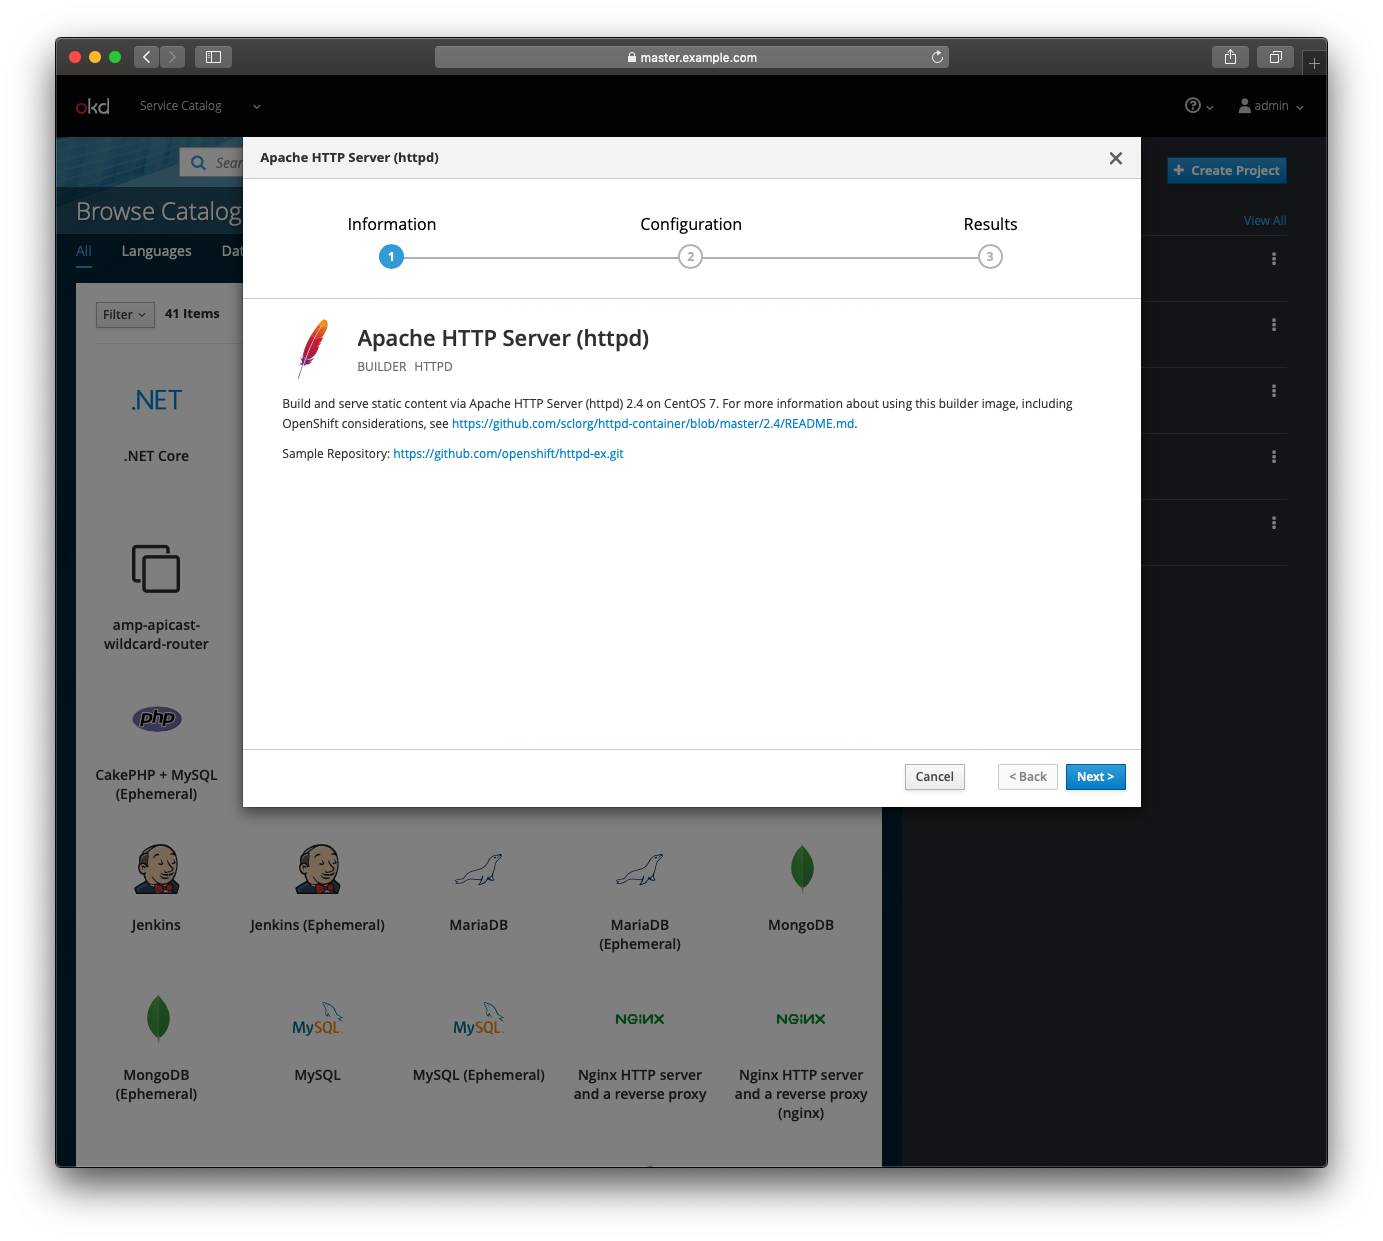 master.example.com
okd
Service Catalog
admin
Sear
Create Project
Browse Catalog
View All
All
Languages
Dat
Filter
41 Items
Apache HTTP Server (httpd)
Information
Configuration
Results
1
2
3
Apache HTTP Server (httpd)
BUILDER HTTPD
Build and serve static content via Apache HTTP Server (httpd) 2.4 on CentOS 7. For more information about using this builder image, including
OpenShift considerations, see https://github.com/sclorg/httpd-container/blob/master/2.4/README.md.
Sample Repository: https://github.com/openshift/httpd-ex.git
Cancel
< Back
Next >
.NET
.NET Core
amp-apicast-
wildcard-router
php
CakePHP + MySQL
(Ephemeral)
Jenkins
Jenkins (Ephemeral)
MariaDB
MariaDB
(Ephemeral)
MongoDB
MySQL
MySQL
NGINX
NGINX
MongoDB
(Ephemeral)
MySQL
MySQL (Ephemeral)
Nginx HTTP server
and a reverse proxy
Nginx HTTP server
and a reverse proxy
(nginx)